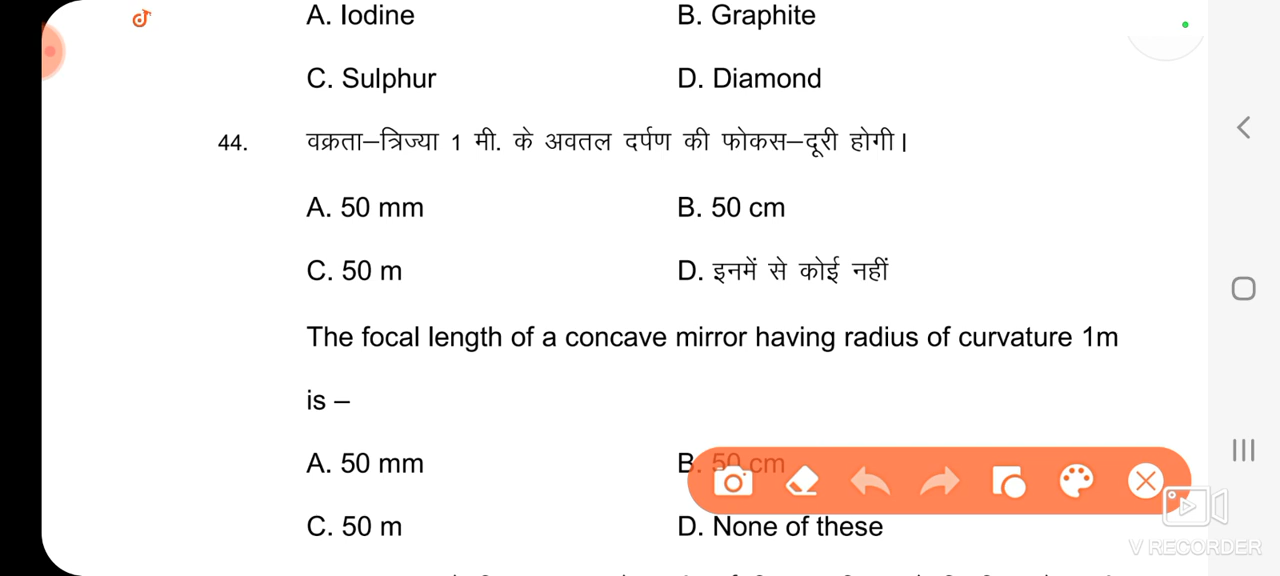 A. Iodine B. Graphite
C. Sulphur D. Diamond
44. वक्रता–त्रिज्या 1 मी. के अवतल दर्पण की फोकस–दूरी होगी।
A. 50 mm B. 50 cm
C. 50 m D. इनमें से कोई नहीं
The focal length of a concave mirror having radius of curvature 1m
is –
A. 50 mm B. 50 cm
C. 50 m D. None of these
V RECORDER